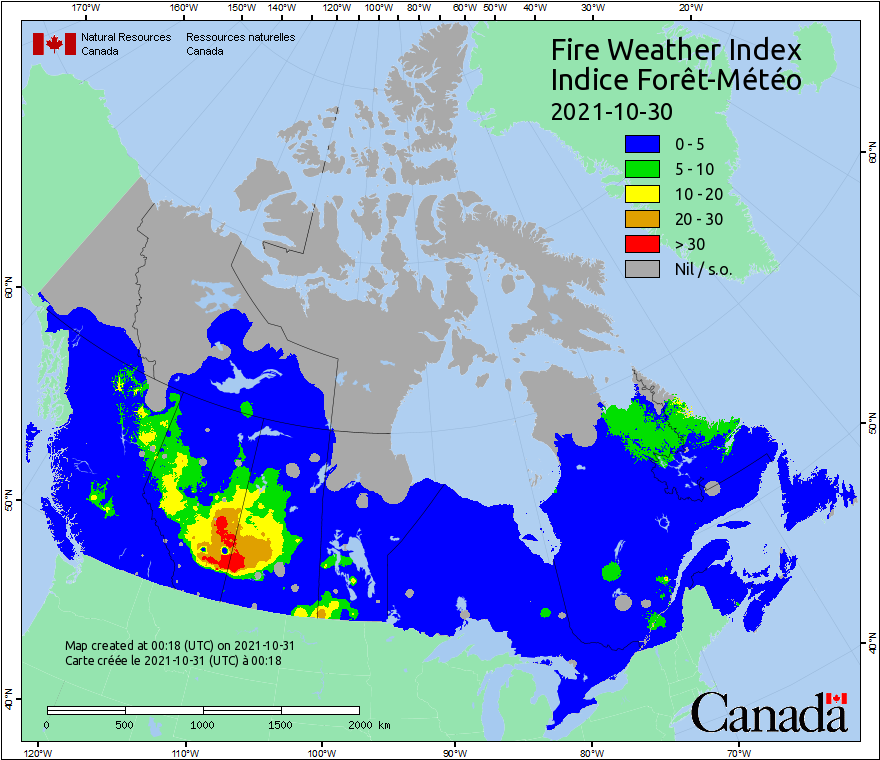 170°W 160°W 150°W 140°W 130°W 120°W 110°W 100°W 90°W 80°W 70°W 60°W 50°W 40°W 30°W 20°W
Natural Resources Canada
Ressources naturelles Canada
Fire Weather Index
Indice Forêt-Météo
2021-10-30
0 - 5
5 - 10
10 - 20
20 - 30
> 30
Nil / s.o.
60°N
60°N
50°N
50°N
40°N
40°N
Map created at 00:18 (UTC) on 2021-10-31
Carte créée le 2021-10-31 (UTC) à 00:18
0 500 1000 1500 2000 km
Canada
120°W 110°W 100°W 90°W 80°W 70°W